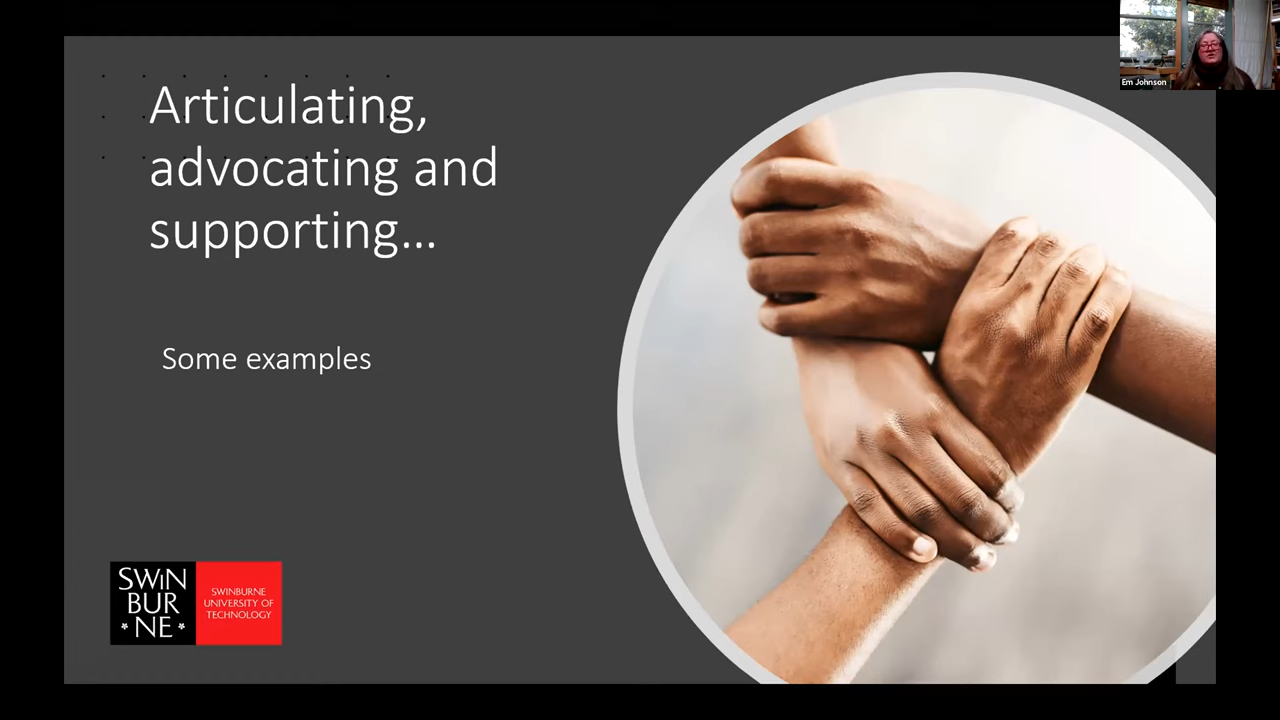 Articulating,
advocating and
supporting...
Some examples
SWiN
BUR
NE
SWINBURNE
UNIVERSITY OF
TECHNOLOGY
Em Johnson